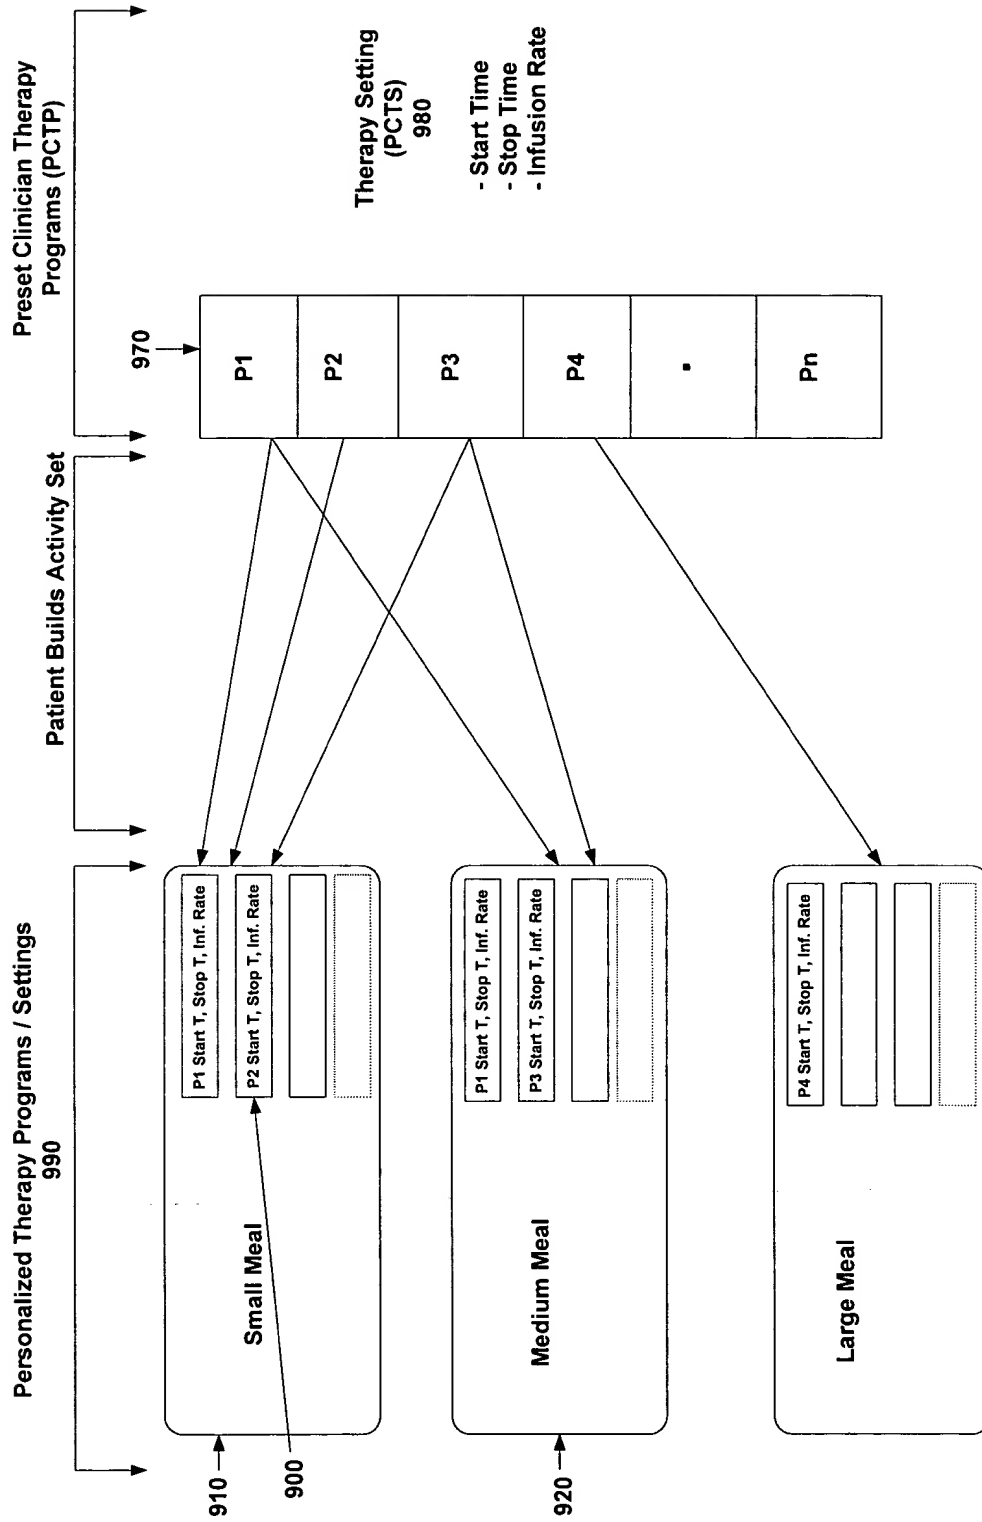 Personalized Therapy Programs / Settings
990
Patient Builds Activity Set
Preset Clinician Therapy
Programs (PCTP)
910
900
Small Meal
P1 Start T, Stop T, Inf. Rate
P2 Start T, Stop T, Inf. Rate
920
Medium Meal
P1 Start T, Stop T, Inf. Rate
P3 Start T, Stop T, Inf. Rate
Large Meal
P4 Start T, Stop T, Inf. Rate
970
P1
P2
P3
P4
Pn
Therapy Setting
(PCTS)
980
- Start Time
- Stop Time
- Infusion Rate